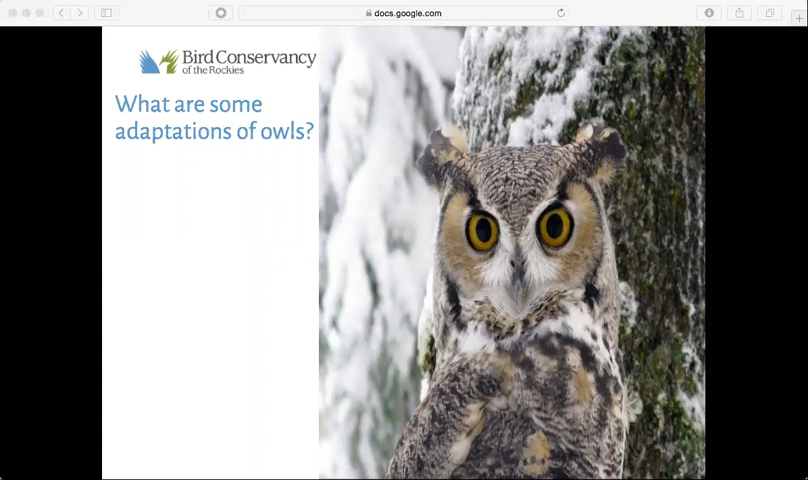 docs.google.com
Bird Conservancy
of the Rockies
What are some
adaptations of owls?